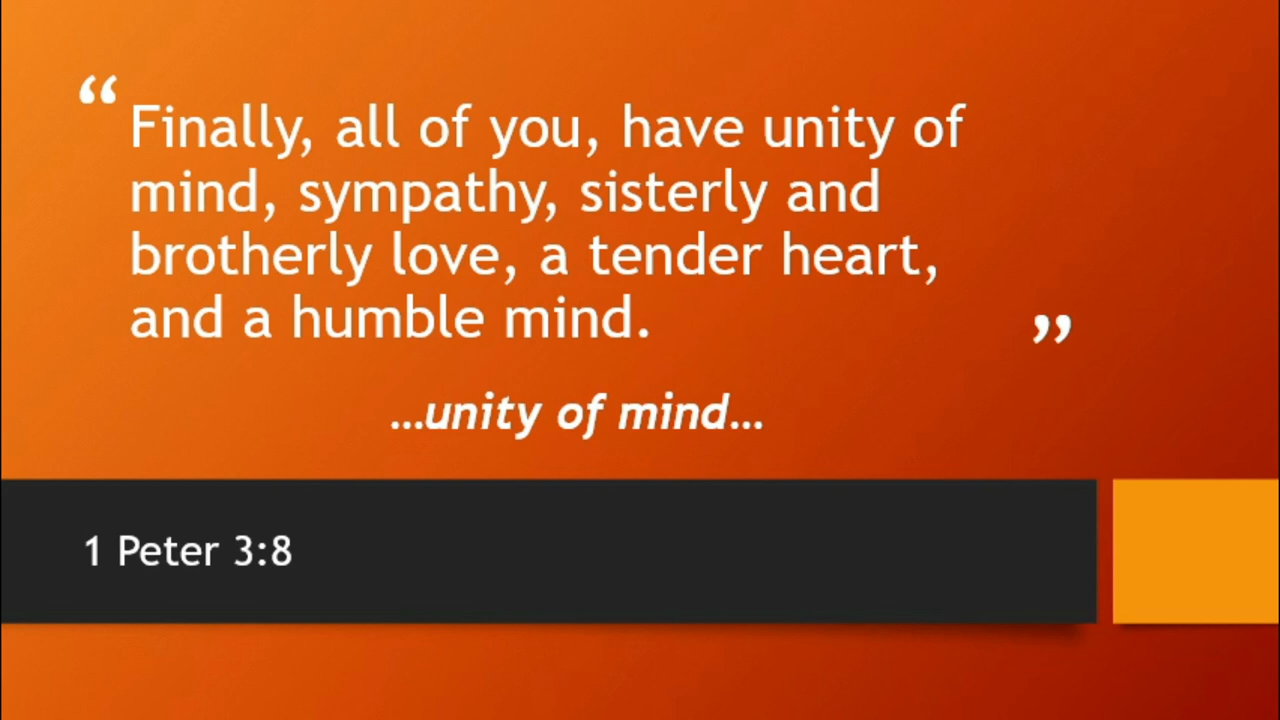 “Finally, all of you, have unity of
mind, sympathy, sisterly and
brotherly love, a tender heart,
and a humble mind.”
…unity of mind…
1 Peter 3:8